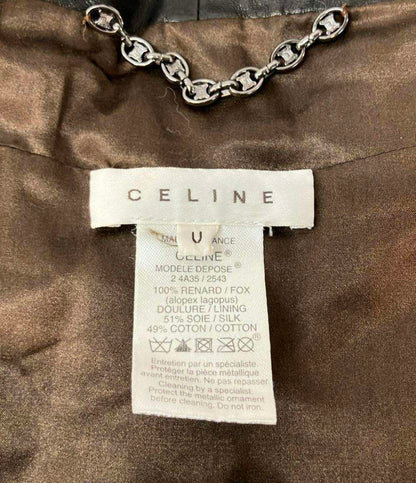 CELINE
U
MA ANCE
CELINE®
MODELE DEPOSE®
2 4A35 / 2543
100% RENARD / FOX
(alopex lagopus)
DOULURE / LINING
51% SOIE / SILK
49% COTON / COTTON
Entretien par un spécialiste.
Protéger la pièce métallique
avant entretien. Ne pas repasser
Cleaning by a specialist.
Protect the metallic ornament
before cleaning. Do not iron.